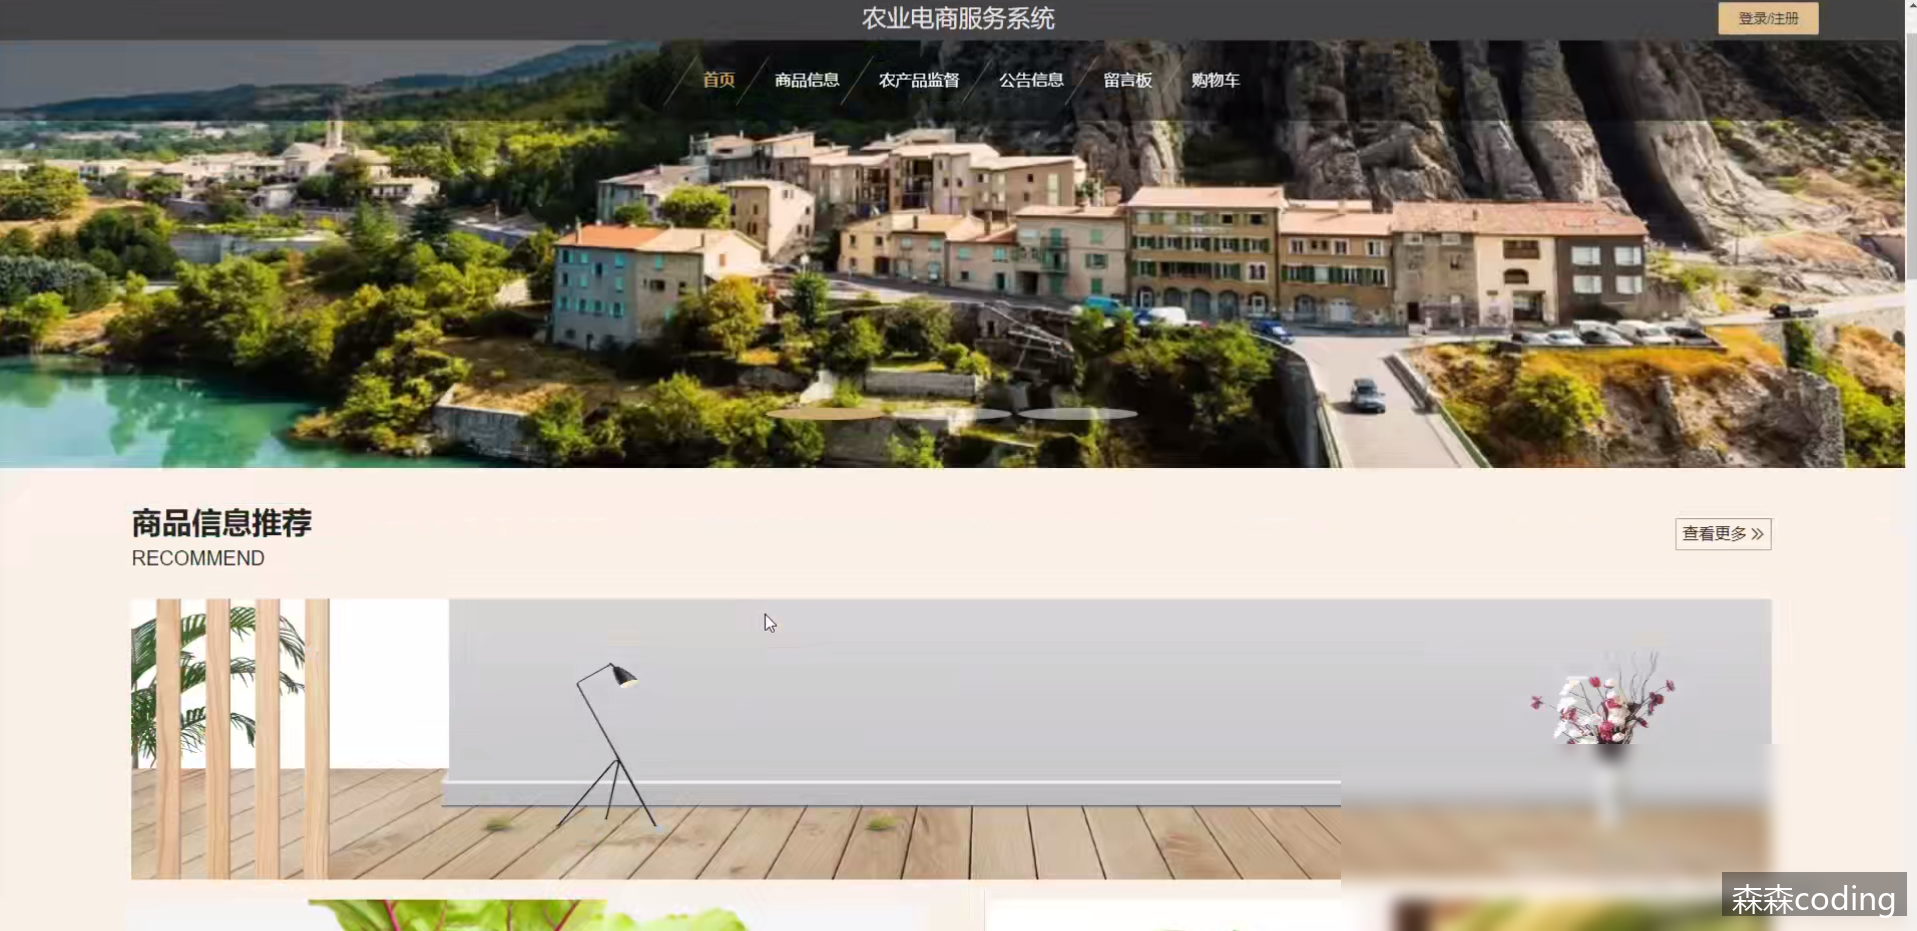 农业电商服务系统
登录/注册
首页
商品信息
农产品监督
公告信息
留言板
购物车
商品信息推荐
查看更多
RECOMMEND
森森coding